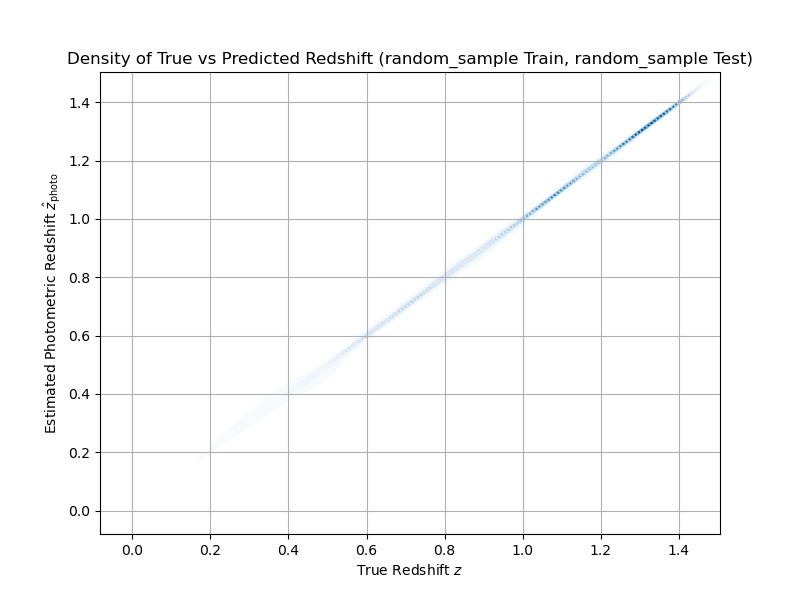 Density of True vs Predicted Redshift (random_sample Train, random_sample Test)
Estimated Photometric Redshift ẑ_photo
1.4
1.2
1.0
0.8
0.6
0.4
0.2
0.0
0.0 0.2 0.4 0.6 0.8 1.0 1.2 1.4
True Redshift z